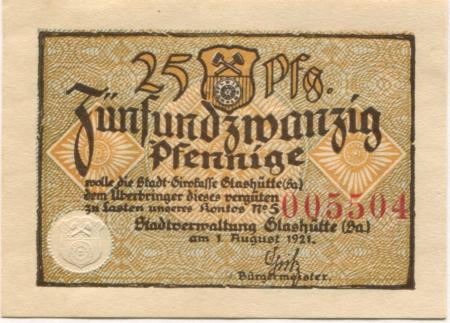 25 Pfg.
Fünfundzwanzig
Pfennige
wolle die Stadt-Girokasse Glashütte (Sa)
dem Überbringer dieses vergüten
zu Lasten unseres Kontos No 5
005504
Stadtverwaltung Glashütte (Sa)
am 1. August 1921.
Bürgermeister.